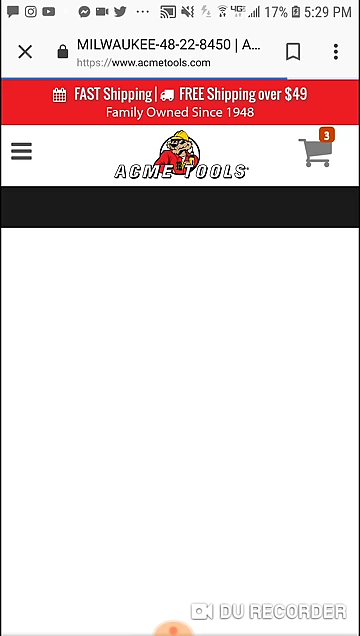 4G
17% 5:29 PM
MILWAUKEE-48-22-8450 | A...
https://www.acmetools.com
FAST Shipping | FREE Shipping over $49
Family Owned Since 1948
3
ACME TOOLS
DU RECORDER